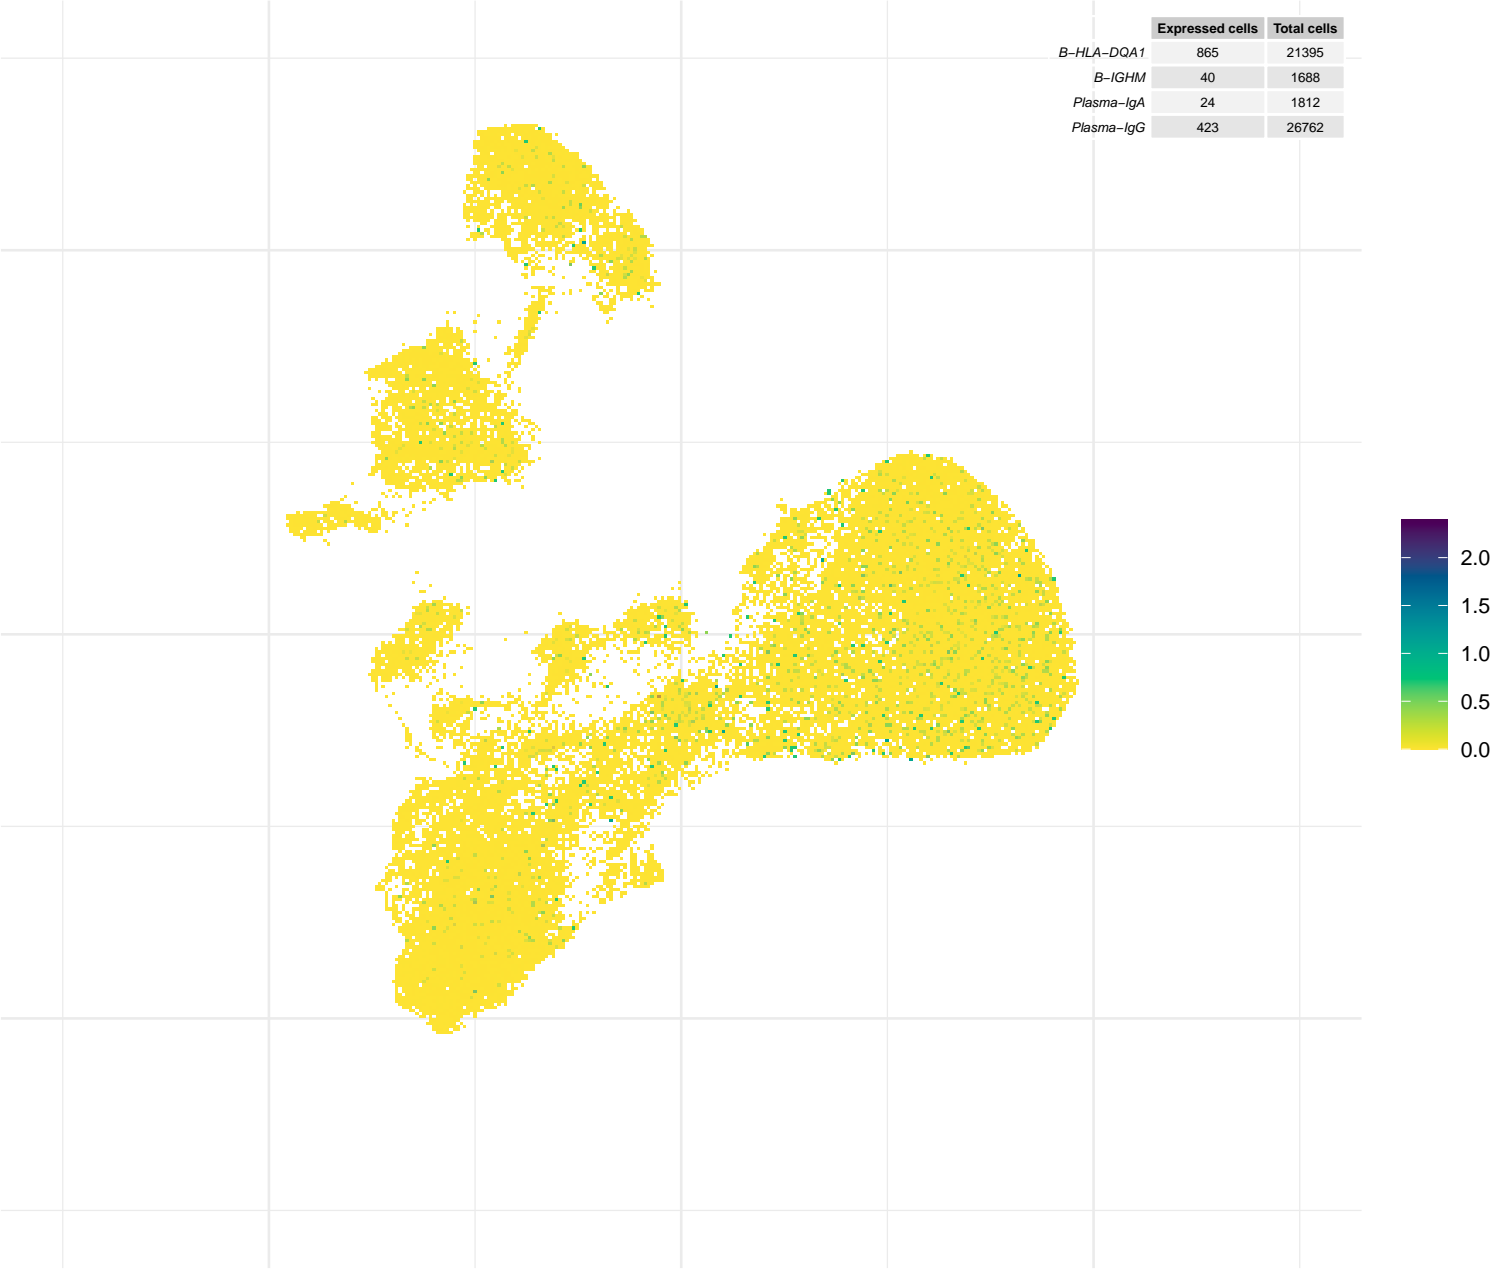 Expressed cells Total cells
B−HLA−DQA1 865 21395
B−IGHM 40 1688
Plasma−IgA 24 1812
Plasma−IgG 423 26762
2.0
1.5
1.0
0.5
0.0